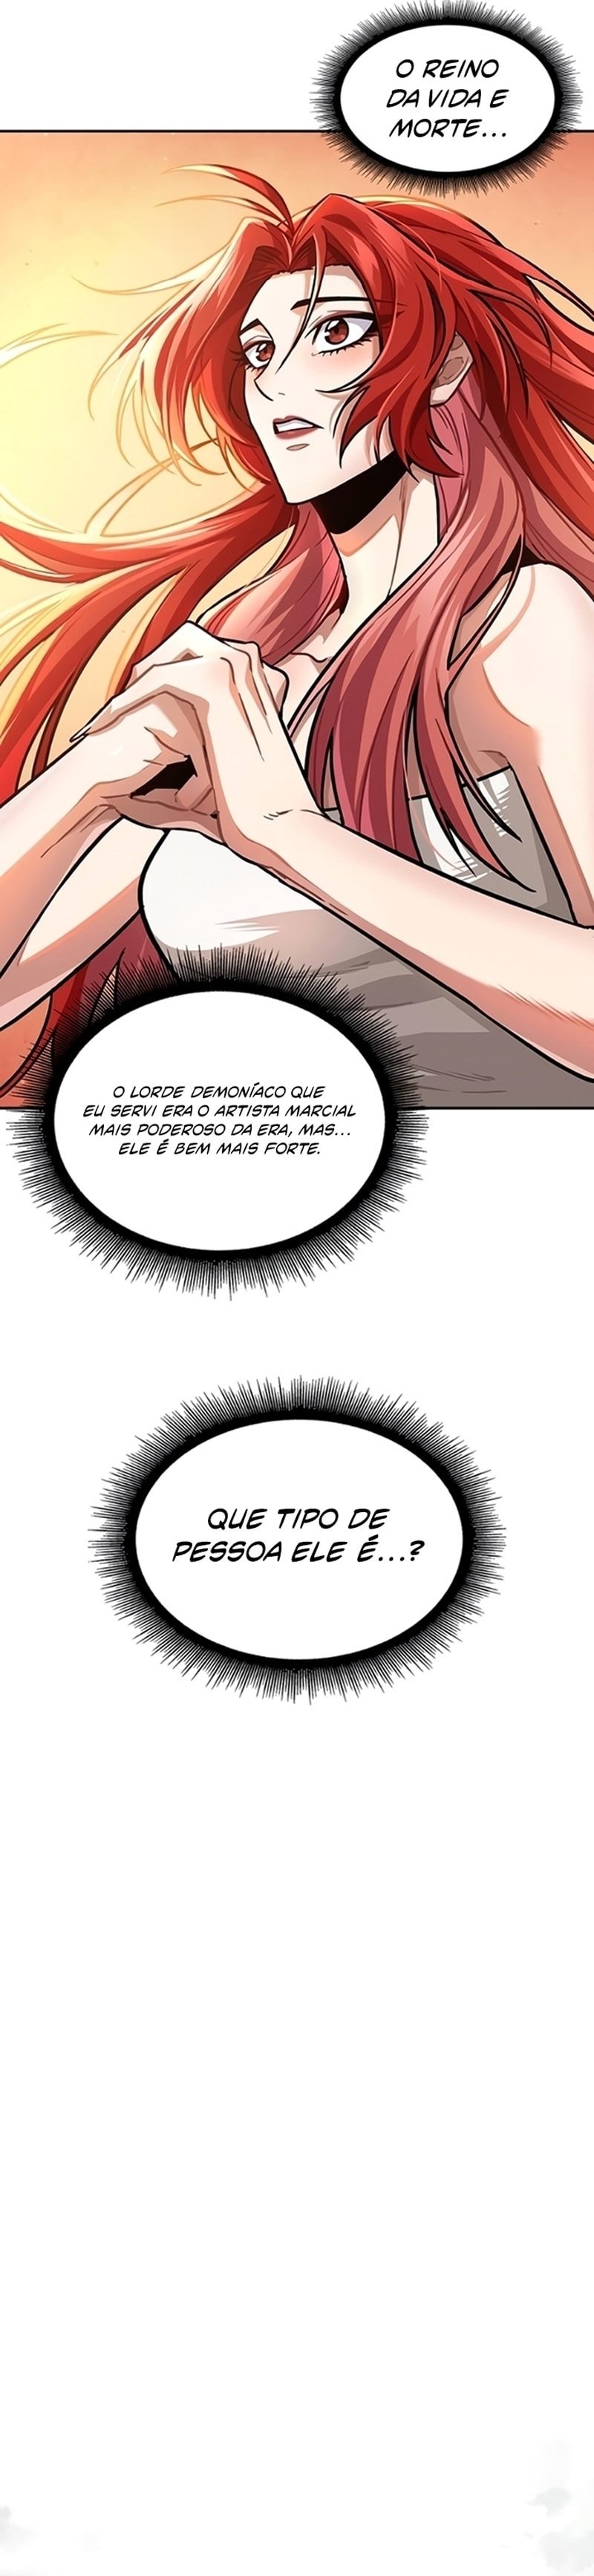 O REINO
DA VIDA E
MORTE...
O LORDE DEMONÍACO QUE
EU SERVI ERA O ARTISTA MARCIAL
MAIS PODEROSO DA ERA, MAS...
ELE É BEM MAIS FORTE.
QUE TIPO DE
PESSOA ELE É...?